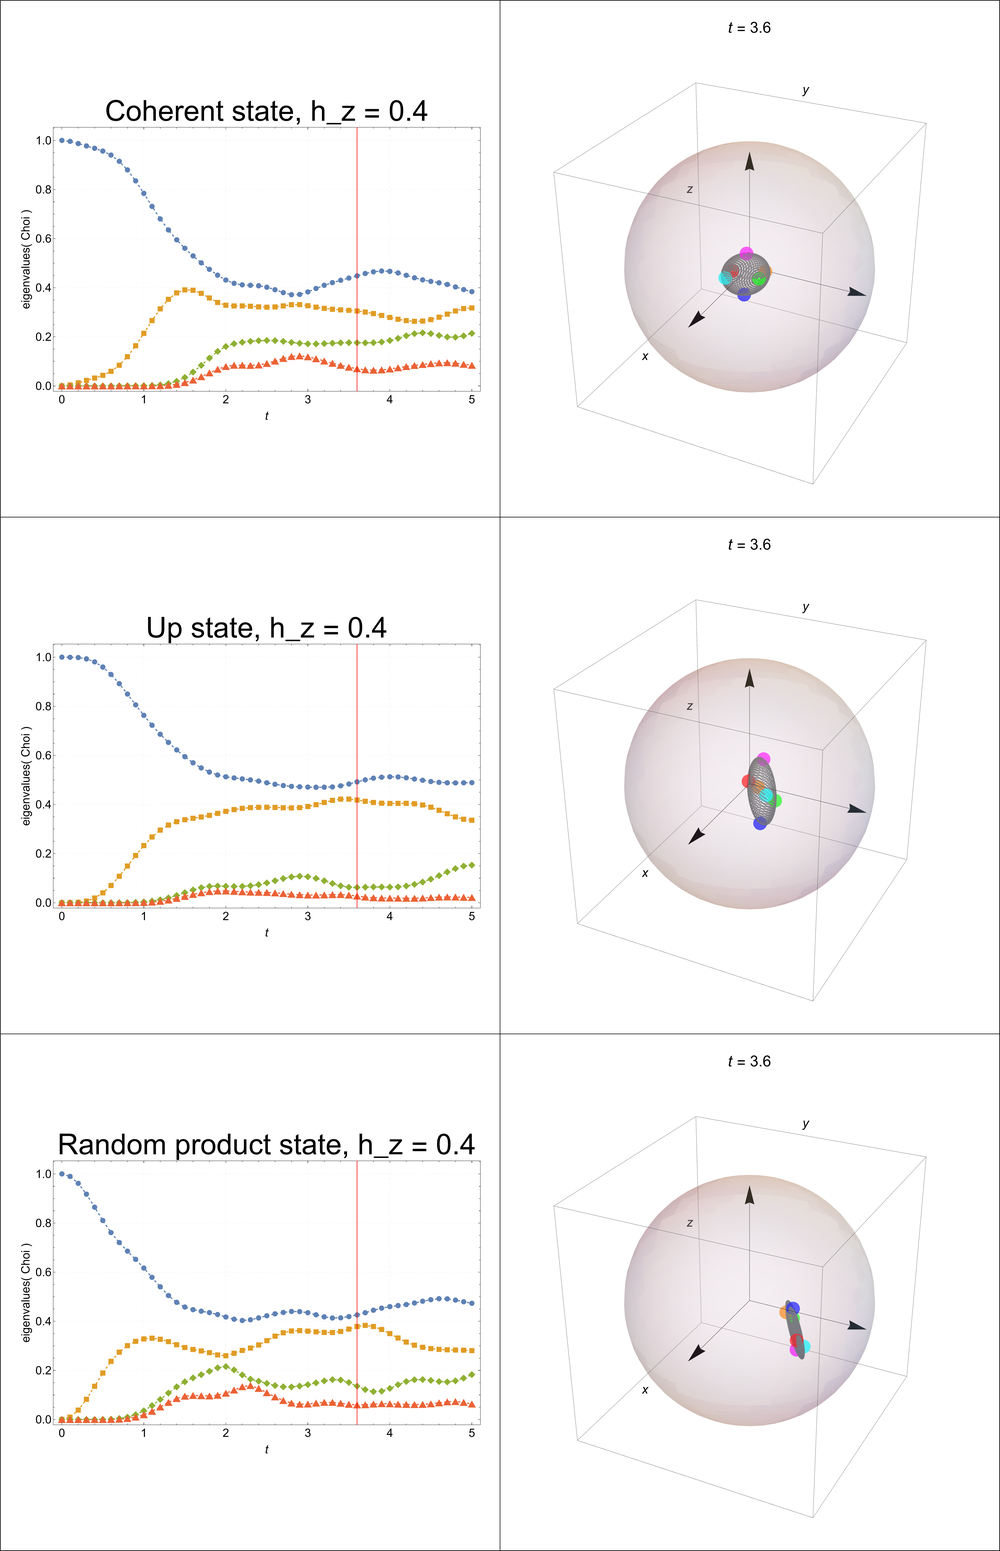 Coherent state, h_z = 0.4
eigenvalues( Choi )
1.0
0.8
0.6
0.4
0.2
0.0
0 1 2 3 4 5
t
t = 3.6
y
z
x
Up state, h_z = 0.4
eigenvalues( Choi )
1.0
0.8
0.6
0.4
0.2
0.0
0 1 2 3 4 5
t
t = 3.6
y
z
x
Random product state, h_z = 0.4
eigenvalues( Choi )
1.0
0.8
0.6
0.4
0.2
0.0
0 1 2 3 4 5
t
t = 3.6
y
z
x